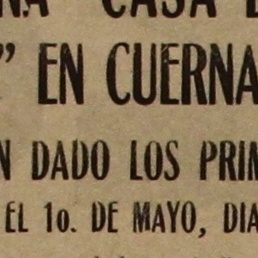 NA "CASA D
" EN CUERNA
N DADO LOS PRIM
EL 1o. DE MAYO, DIA